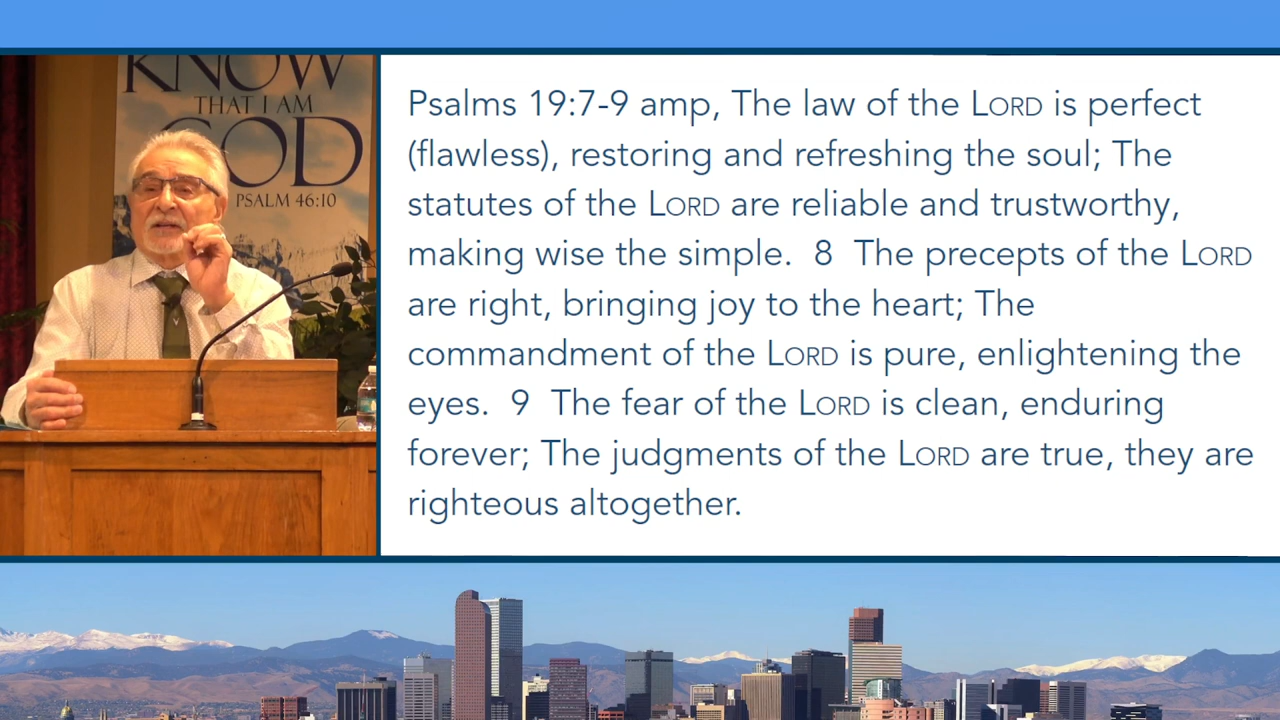 KNOW
THAT I AM
GOD
PSALM 46:10
Psalms 19:7-9 amp, The law of the LORD is perfect
(flawless), restoring and refreshing the soul; The
statutes of the LORD are reliable and trustworthy,
making wise the simple. 8 The precepts of the LORD
are right, bringing joy to the heart; The
commandment of the LORD is pure, enlightening the
eyes. 9 The fear of the LORD is clean, enduring
forever; The judgments of the LORD are true, they are
righteous altogether.